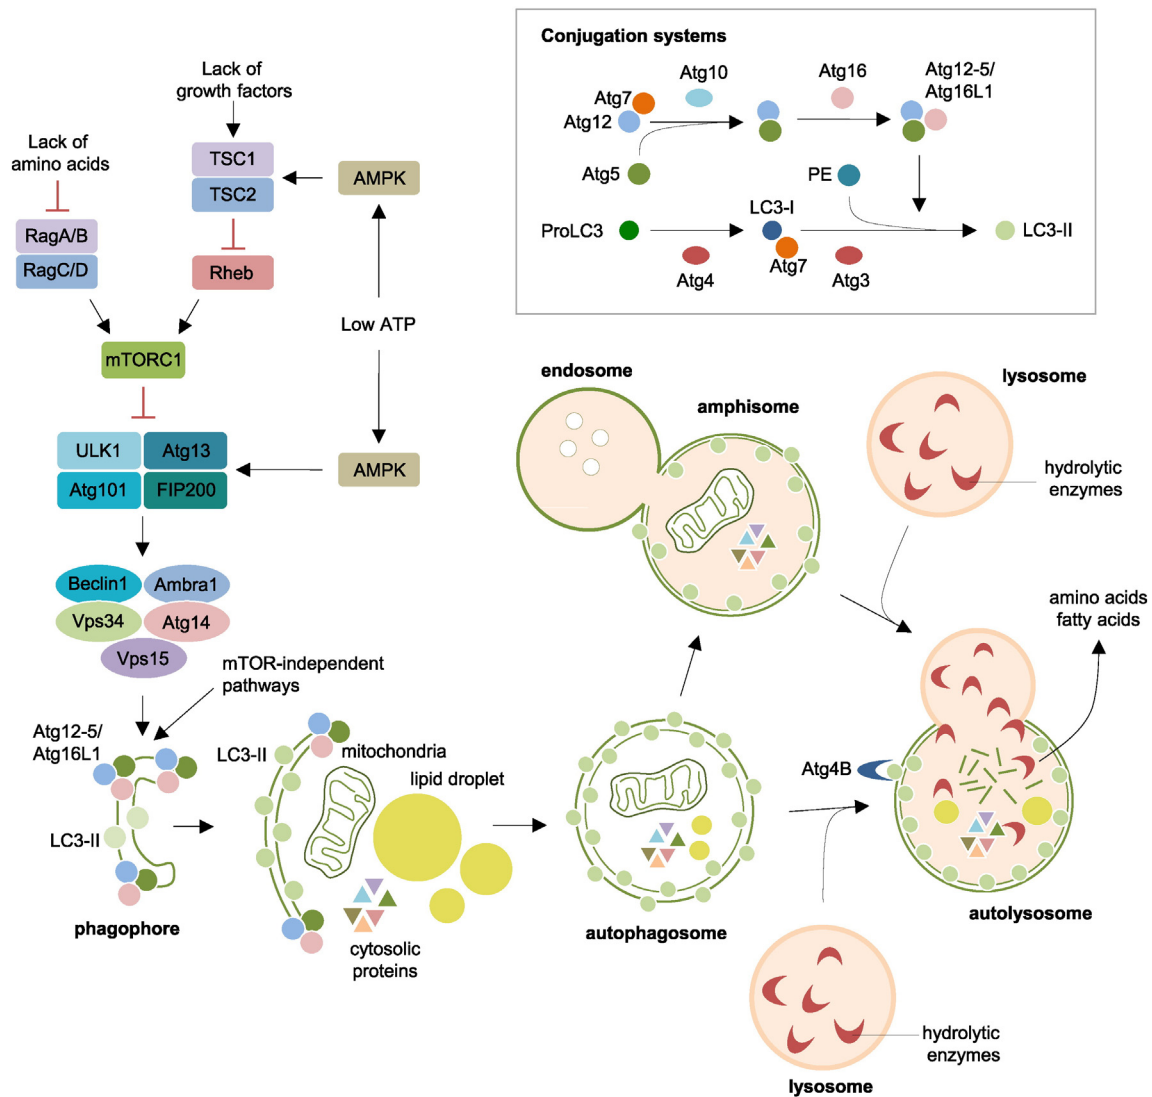 Lack of
growth factors
Lack of
amino acids
TSC1
TSC2
AMPK
RagA/B
RagC/D
Rheb
Low ATP
mTORC1
ULK1
Atg13
Atg101
FIP200
AMPK
Beclin1
Ambra1
Vps34
Atg14
Vps15
mTOR-independent
pathways
Conjugation systems
Atg7
Atg12
Atg10
Atg16
Atg12-5/
Atg16L1
Atg5
PE
ProLC3
LC3-I
Atg4
Atg7
Atg3
LC3-II
endosome
amphisome
lysosome
hydrolytic
enzymes
amino acids
fatty acids
Atg12-5/
Atg16L1
LC3-II
phagophore
LC3-II
mitochondria
lipid droplet
cytosolic
proteins
autophagosome
Atg4B
autolysosome
hydrolytic
enzymes
lysosome